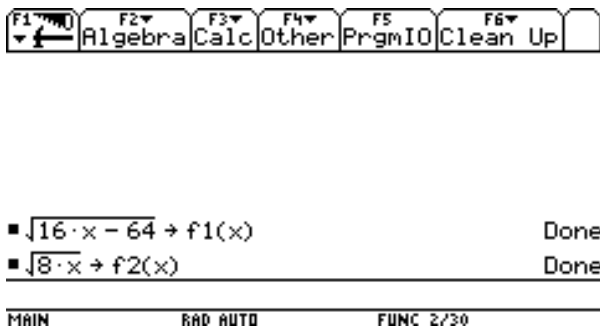 F1 F2 Algebra F3 Calc F4 Other F5 PrgmIO F6 Clean Up
▪ √16·x − 64 → f1(x) Done
▪ √8·x → f2(x) Done
MAIN RAD AUTO FUNC 2/30